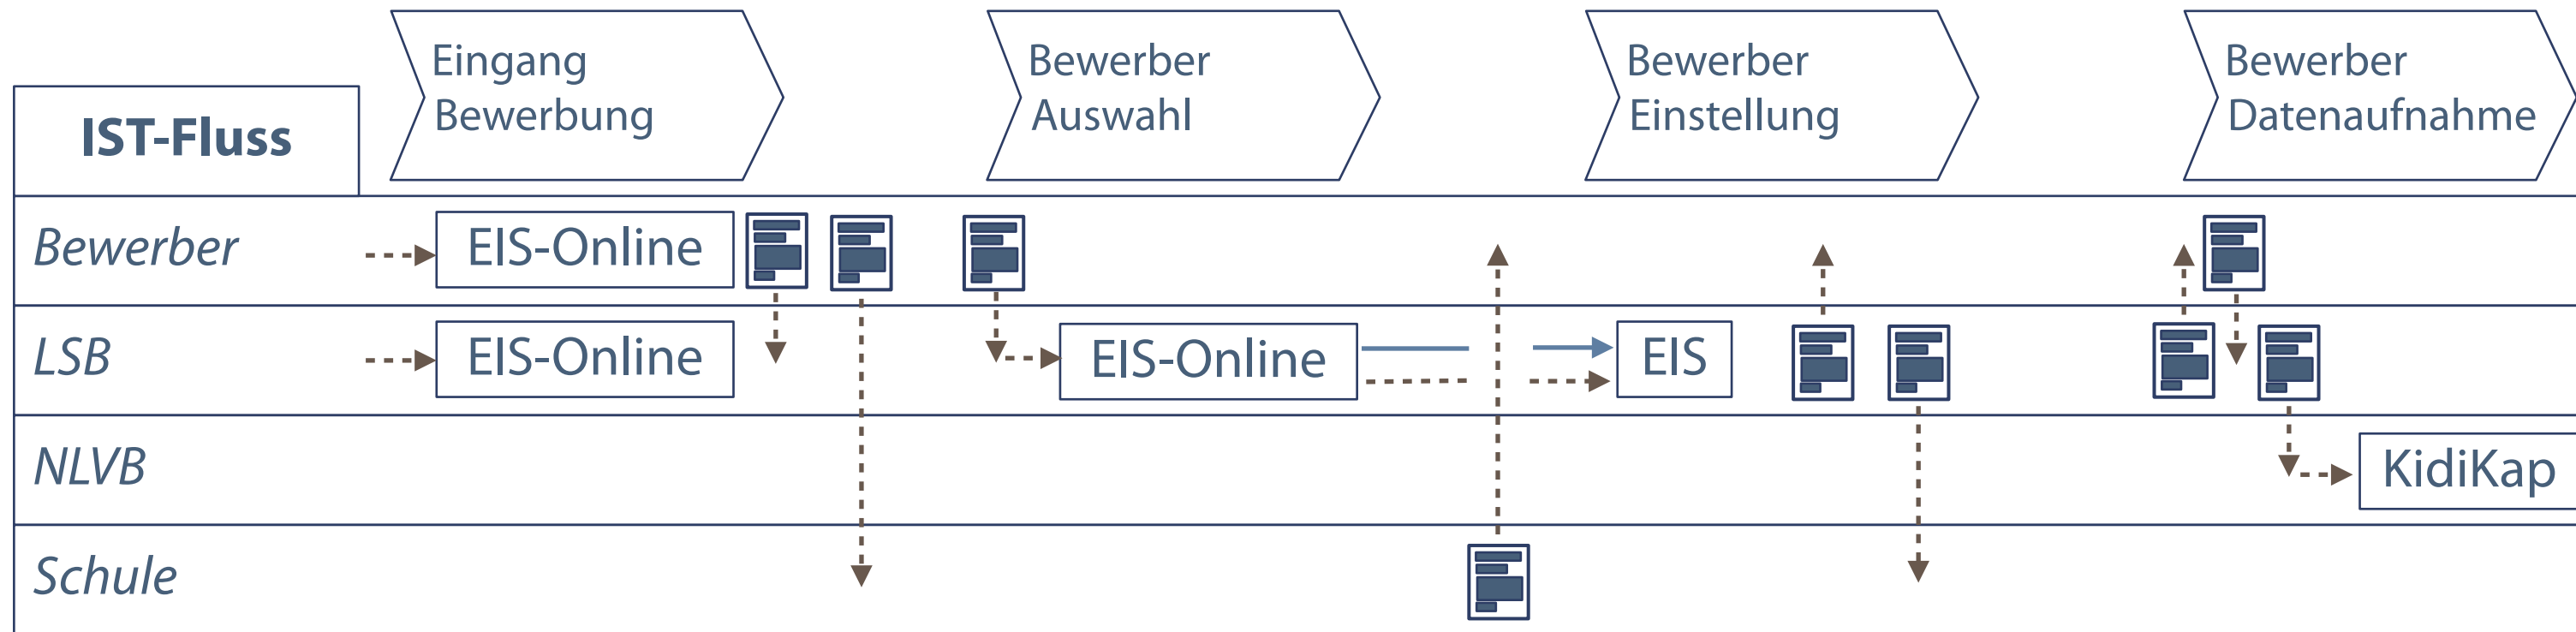 Eingang
Bewerbung
Bewerber
Auswahl
Bewerber
Einstellung
Bewerber
Datenaufnahme
IST-Fluss
Bewerber
EIS-Online
LSB
EIS-Online
EIS-Online
EIS
NLVB
KidiKap
Schule